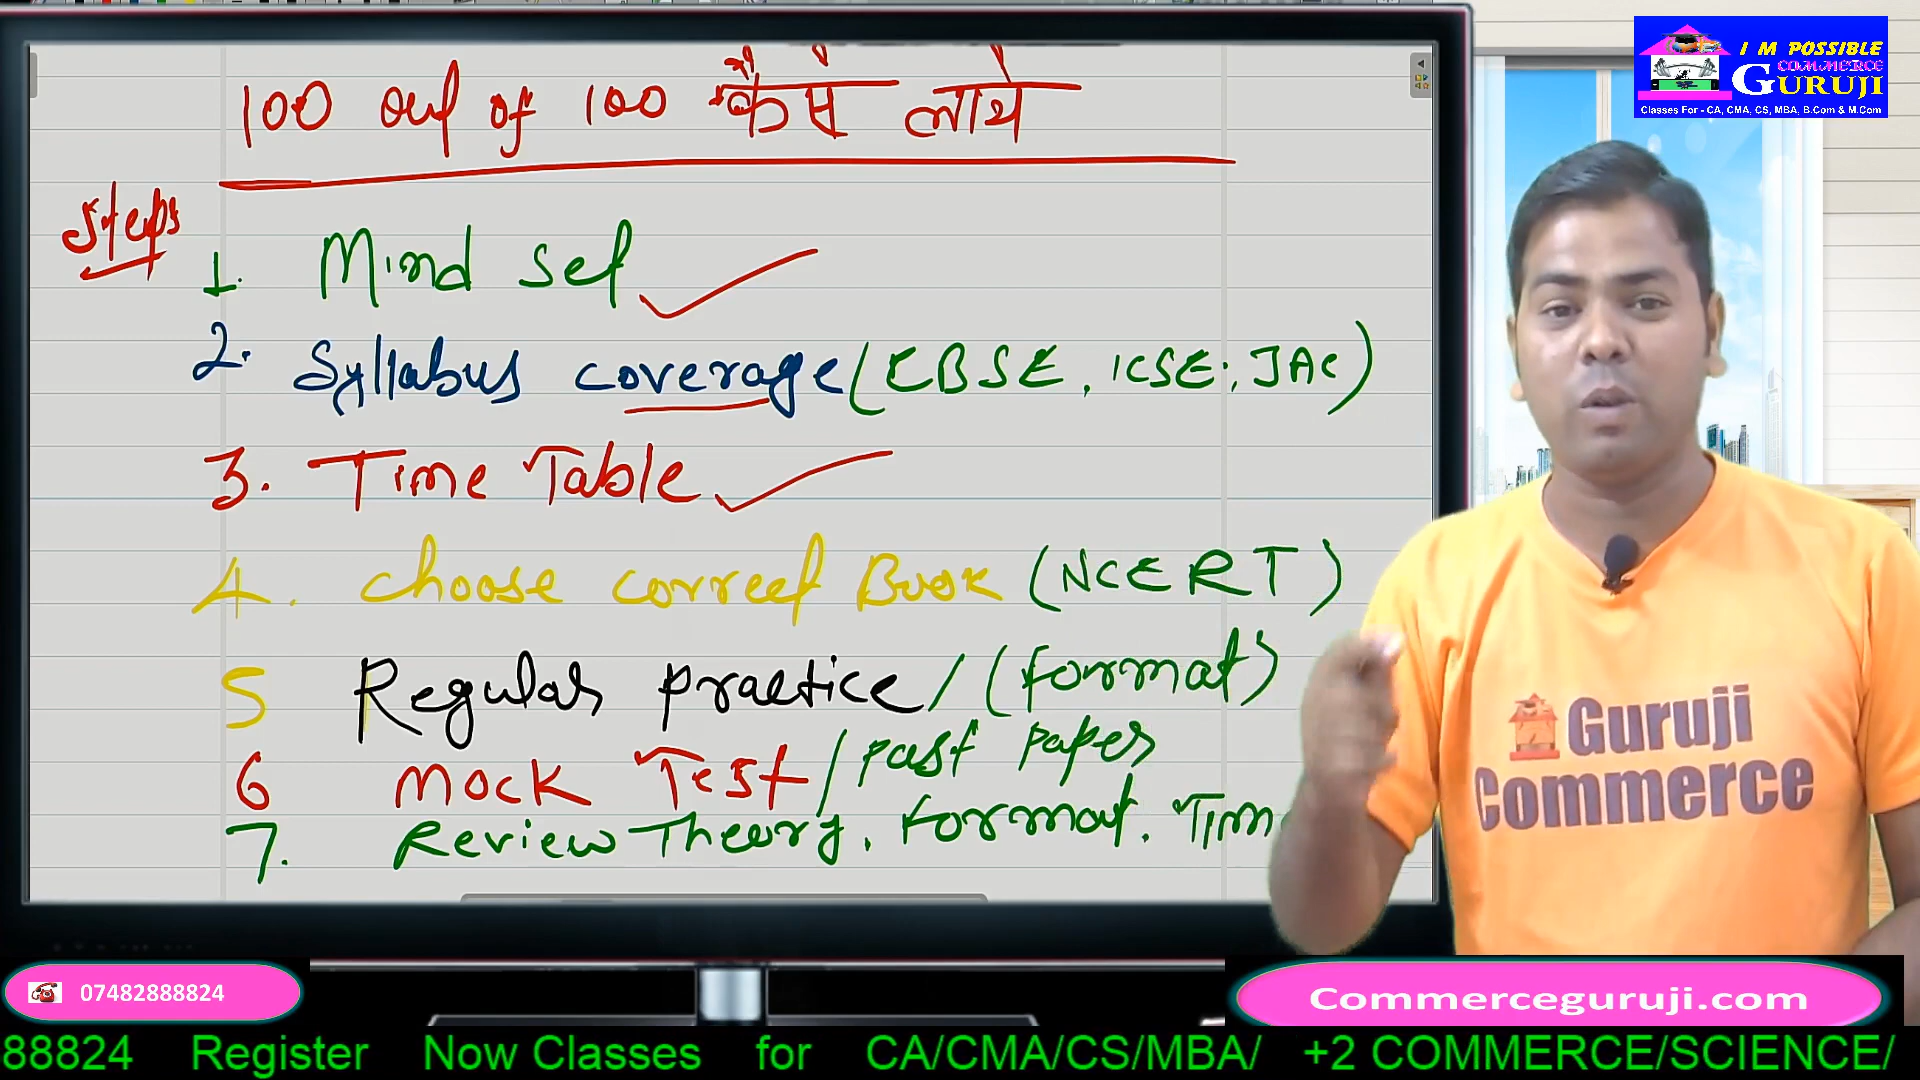 100 out of 100 कैसे लाये
Steps
1. Mind set
2. Syllabus coverage (CBSE, ICSE, JAC)
3. Time Table
4. choose correct Book (NCERT)
5 Regular practice / (format)
6 Mock Test / past paper
7. Review Theory, format, Tim
I M POSSIBLE
COMMERCE
GURUJI
Classes For - CA, CMA, CS, MBA, B.Com & M.Com
Guruji
Commerce
07482888824
Commerceguruji.com
88824 Register Now Classes for CA/CMA/CS/MBA/ +2 COMMERCE/SCIENCE/